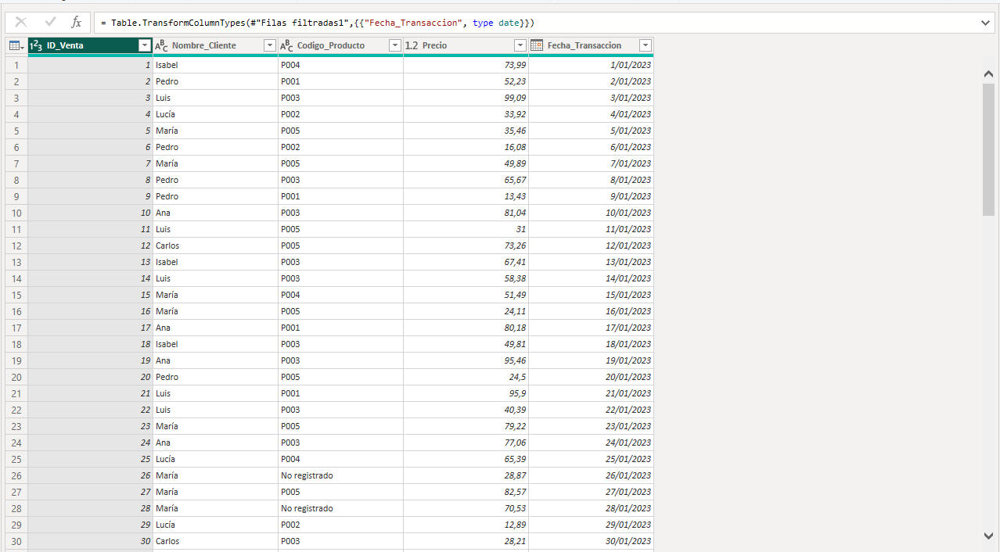 fx = Table.TransformColumnTypes(#"Filas filtradas1",{{"Fecha_Transaccion", type date}})
1²3 ID_Venta ABC Nombre_Cliente ABC Codigo_Producto 1.2 Precio Fecha_Transaccion
1 1 Isabel P004 73,99 1/01/2023
2 2 Pedro P001 52,23 2/01/2023
3 3 Luis P003 99,09 3/01/2023
4 4 Lucía P002 33,92 4/01/2023
5 5 María P005 35,46 5/01/2023
6 6 Pedro P002 16,08 6/01/2023
7 7 María P005 49,89 7/01/2023
8 8 Pedro P003 65,67 8/01/2023
9 9 Pedro P001 13,43 9/01/2023
10 10 Ana P003 81,04 10/01/2023
11 11 Luis P005 31 11/01/2023
12 12 Carlos P005 73,26 12/01/2023
13 13 Isabel P003 67,41 13/01/2023
14 14 Luis P003 58,38 14/01/2023
15 15 María P004 51,49 15/01/2023
16 16 María P005 24,11 16/01/2023
17 17 Ana P001 80,18 17/01/2023
18 18 Isabel P003 49,81 18/01/2023
19 19 Ana P003 95,46 19/01/2023
20 20 Pedro P005 24,5 20/01/2023
21 21 Luis P001 95,9 21/01/2023
22 22 Luis P003 40,39 22/01/2023
23 23 María P005 79,22 23/01/2023
24 24 Ana P003 77,06 24/01/2023
25 25 Lucía P004 65,39 25/01/2023
26 26 María No registrado 28,87 26/01/2023
27 27 María P005 82,57 27/01/2023
28 28 María No registrado 70,53 28/01/2023
29 29 Lucía P002 12,89 29/01/2023
30 30 Carlos P003 28,21 30/01/2023